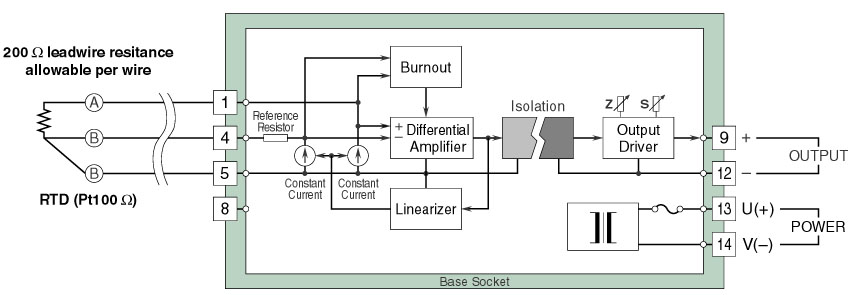 200 Ω leadwire resitance
allowable per wire
A
B
B
RTD (Pt100 Ω)
1
4
5
8
Reference
Resistor
Burnout
+
−
Differential
Amplifier
Constant
Current
Constant
Current
Linearizer
Isolation
Z
S
Output
Driver
9
+
12
−
OUTPUT
13
U(+)
14
V(−)
POWER
Base Socket